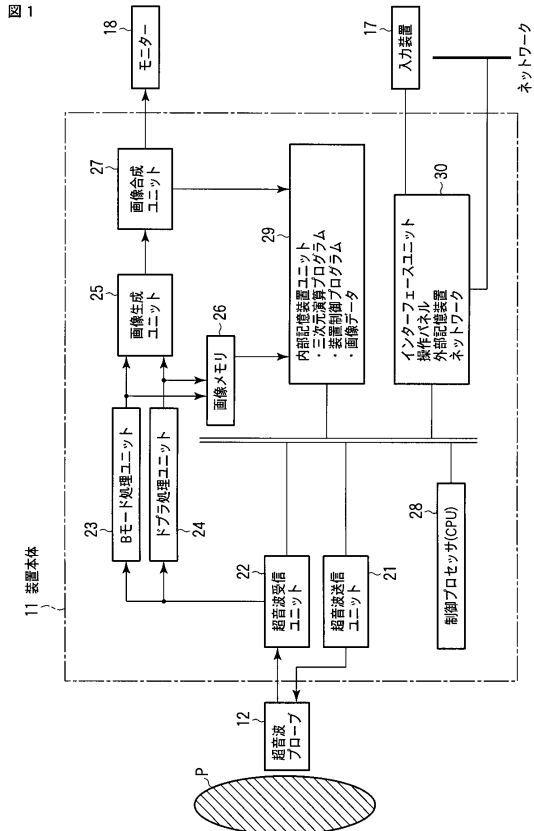 図1
11 装置本体
P
12
超音波
プローブ
22
超音波受信
ユニット
21
超音波送信
ユニット
23
Bモード処理ユニット
24
ドプラ処理ユニット
25
画像生成
ユニット
26
画像メモリ
27
画像合成
ユニット
18
モニター
28
制御プロセッサ(CPU)
29
内部記憶装置ユニット
・三次元演算プログラム
・装置制御プログラム
・画像データ
30
インターフェースユニット
操作パネル
外部記憶装置
ネットワーク
17
入力装置
ネットワーク